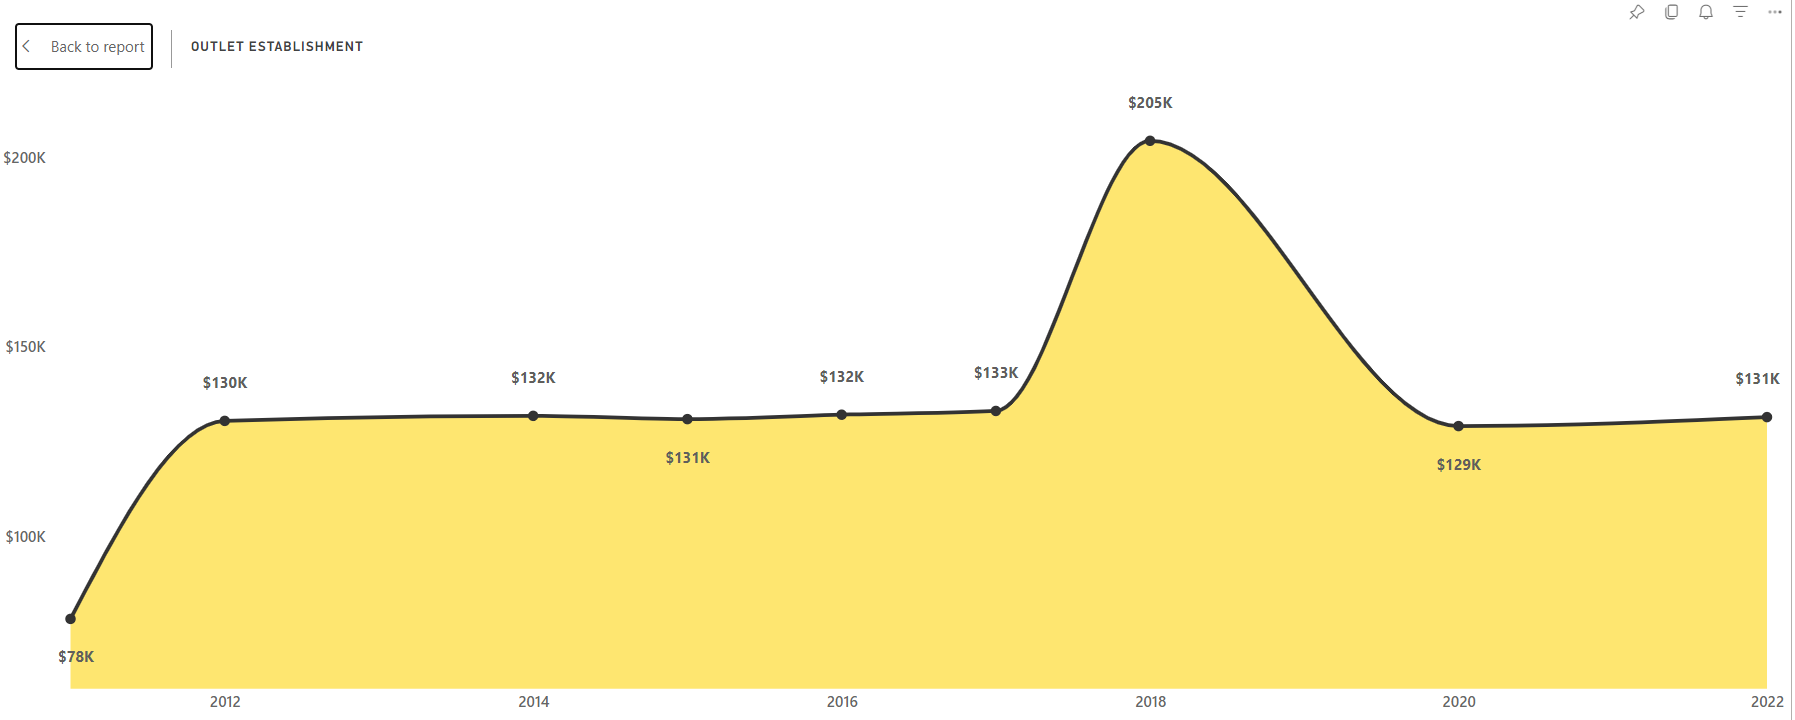 Back to report
OUTLET ESTABLISHMENT
$205K
$200K
$150K
$130K
$132K
$132K
$133K
$131K
$131K
$129K
$100K
$78K
2012
2014
2016
2018
2020
2022